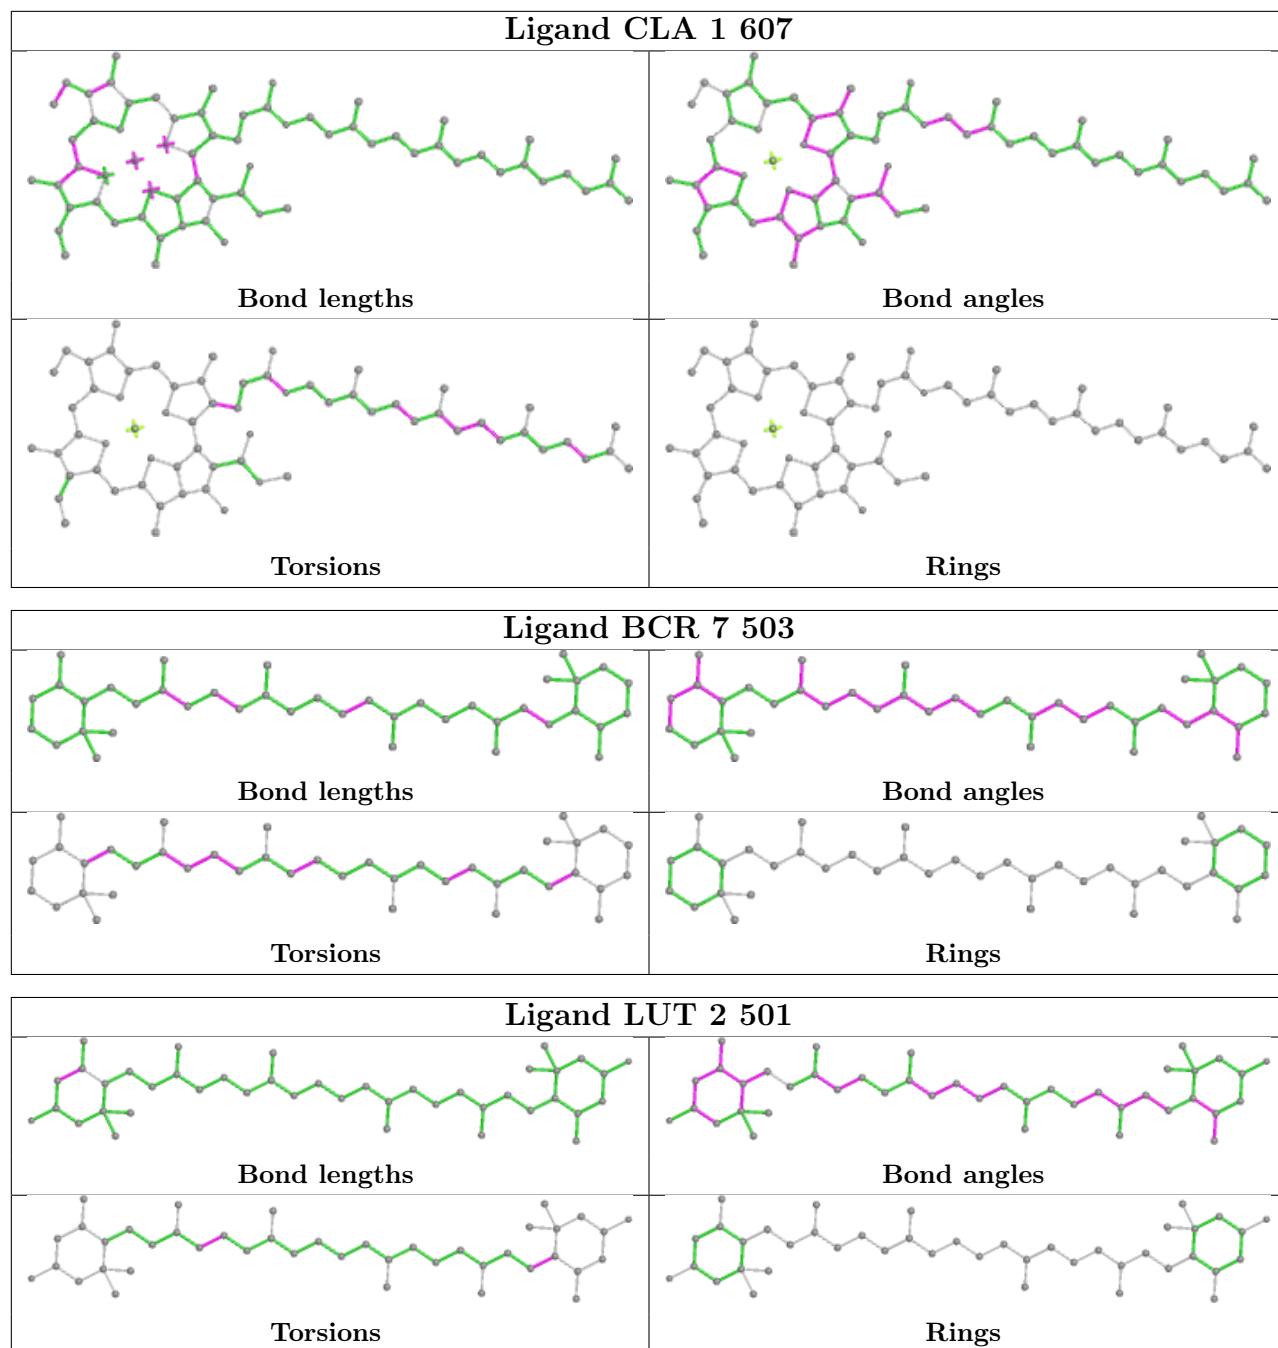 Ligand CLA 1 607
Bond lengths
Bond angles
Torsions
Rings
Ligand BCR 7 503
Bond lengths
Bond angles
Torsions
Rings
Ligand LUT 2 501
Bond lengths
Bond angles
Torsions
Rings